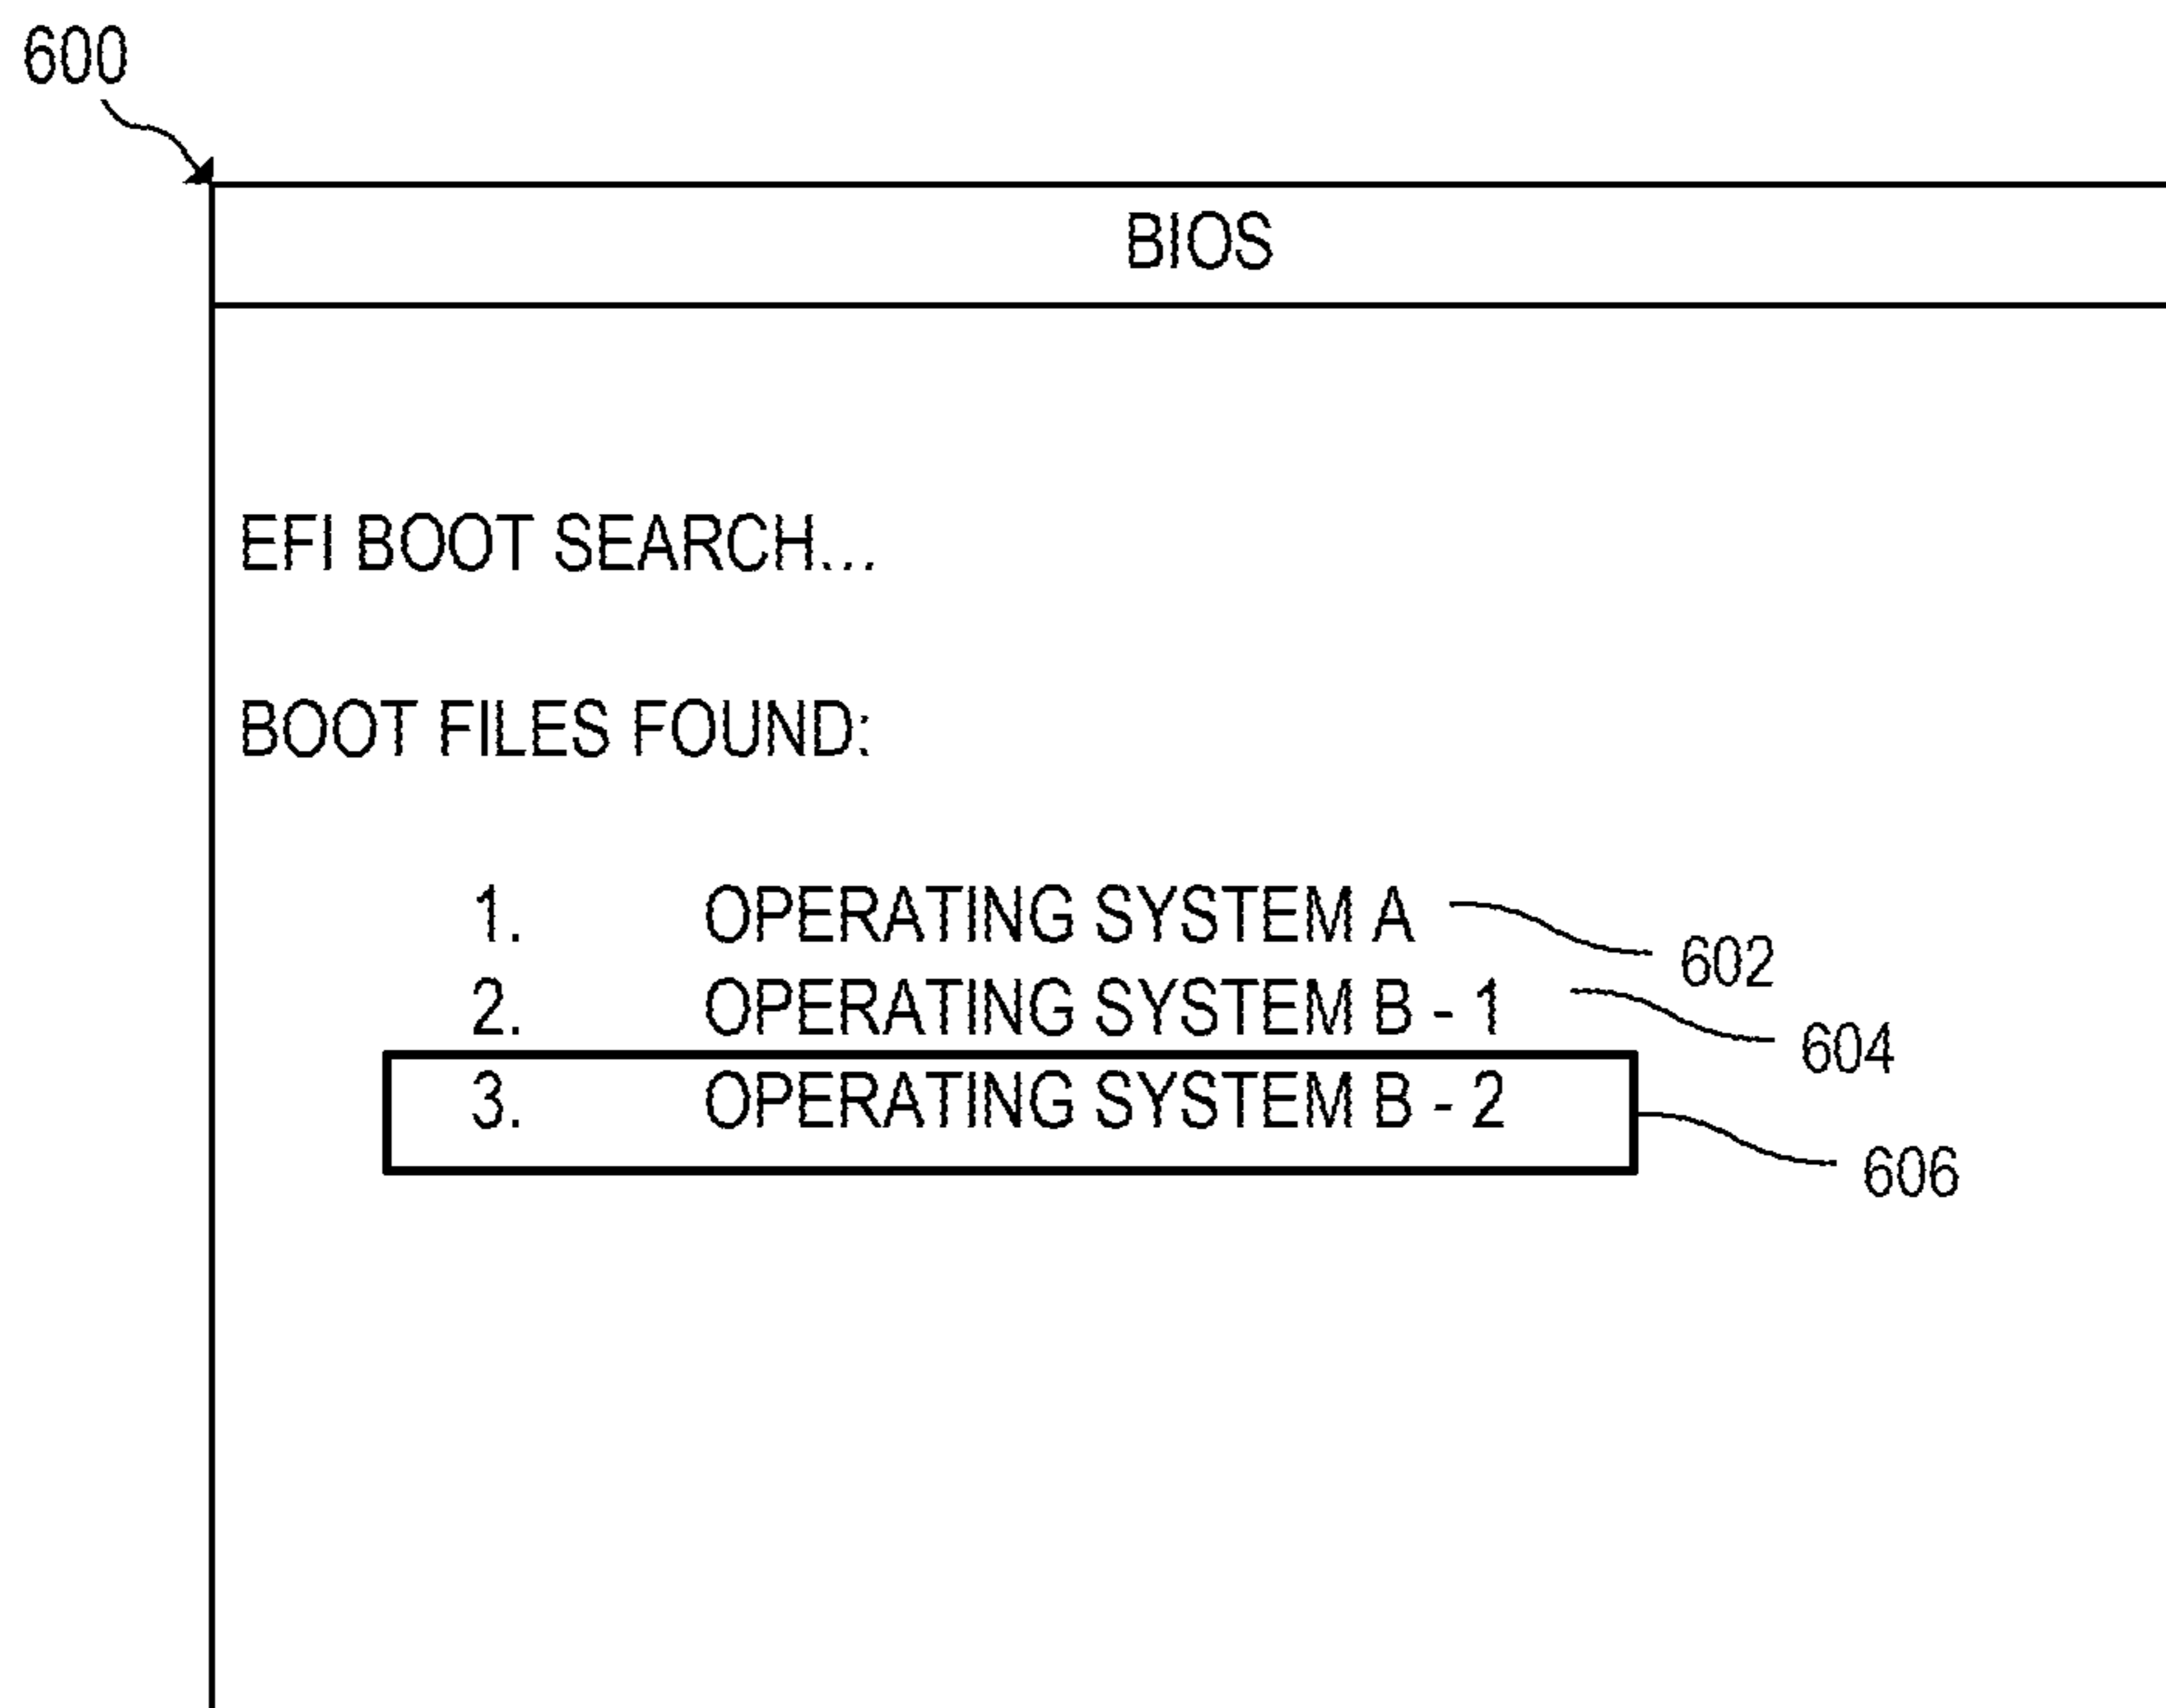 600
BIOS
EFI BOOT SEARCH...
BOOT FILES FOUND:
1. OPERATING SYSTEM A
602
2. OPERATING SYSTEM B - 1
604
3. OPERATING SYSTEM B - 2
606